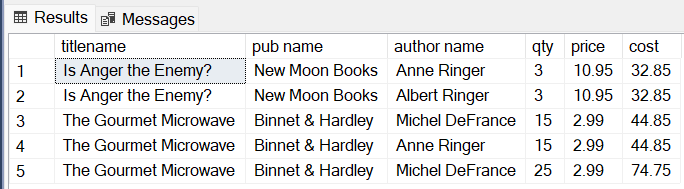 Results Messages
titlename pub name author name qty price cost
1 Is Anger the Enemy? New Moon Books Anne Ringer 3 10.95 32.85
2 Is Anger the Enemy? New Moon Books Albert Ringer 3 10.95 32.85
3 The Gourmet Microwave Binnet & Hardley Michel DeFrance 15 2.99 44.85
4 The Gourmet Microwave Binnet & Hardley Anne Ringer 15 2.99 44.85
5 The Gourmet Microwave Binnet & Hardley Michel DeFrance 25 2.99 74.75